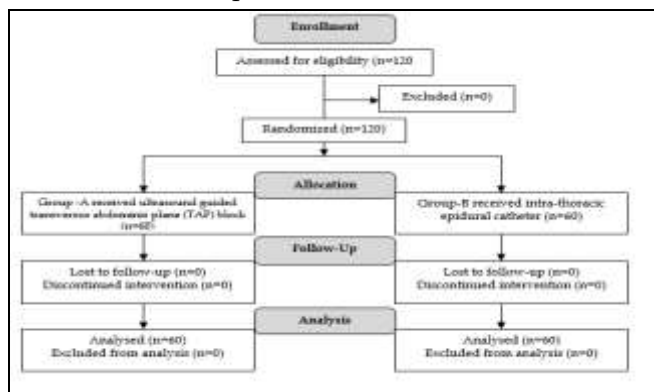 Enrollment
Assessed for eligibility (n=120
Excluded (n=0)
Randomized (n=120)
Allocation
Group -A received ultrasound guided
transversus abdominis plane (TAP) block
(n=60)
Group-B received intra-thoracic
epidural catheter (n=60)
Follow-Up
Lost to follow-up (n=0)
Discontinued intervention (n=0)
Lost to follow-up (n=0)
Discontinued intervention (n=0)
Analysis
Analysed (n=60)
Excluded from analysis (n=0)
Analysed (n=60)
Excluded from analysis (n=0)